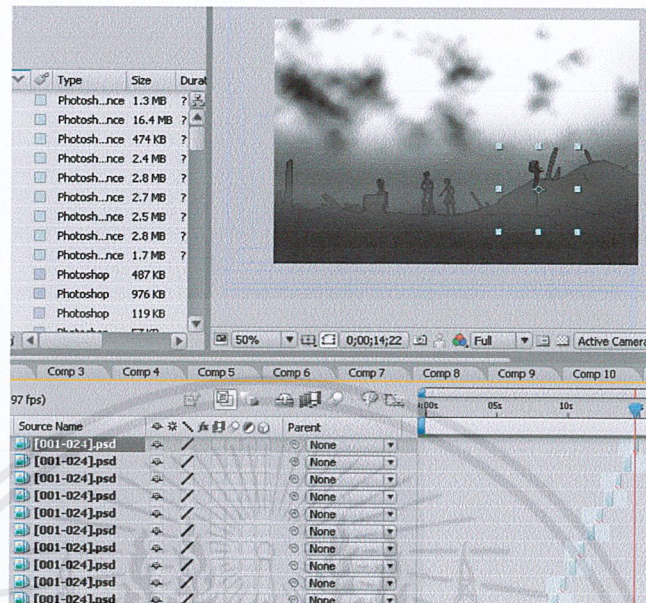 Type Size Durat
Photosh...nce 1.3 MB ?
Photosh...nce 16.4 MB ?
Photosh...nce 474 KB ?
Photosh...nce 2.4 MB ?
Photosh...nce 2.8 MB ?
Photosh...nce 2.7 MB ?
Photosh...nce 2.5 MB ?
Photosh...nce 2.8 MB ?
Photosh...nce 1.7 MB ?
Photoshop 487 KB
Photoshop 976 KB
Photoshop 119 KB
50% 0;00;14;22 Full Active Camera
Comp 3 Comp 4 Comp 5 Comp 6 Comp 7 Comp 8 Comp 9 Comp 10
97 fps)
:00s 05s 10s
Source Name Parent
[001-024].psd None
[001-024].psd None
[001-024].psd None
[001-024].psd None
[001-024].psd None
[001-024].psd None
[001-024].psd None
[001-024].psd None
[001-024].psd None
[001-024].psd None